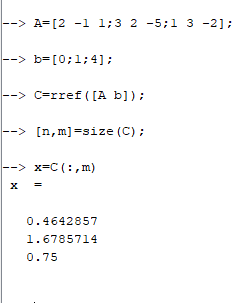 --> A=[2 -1 1;3 2 -5;1 3 -2];
--> b=[0;1;4];
--> C=rref([A b]);
--> [n,m]=size(C);
--> x=C(:,m)
x =
0.4642857
1.6785714
0.75